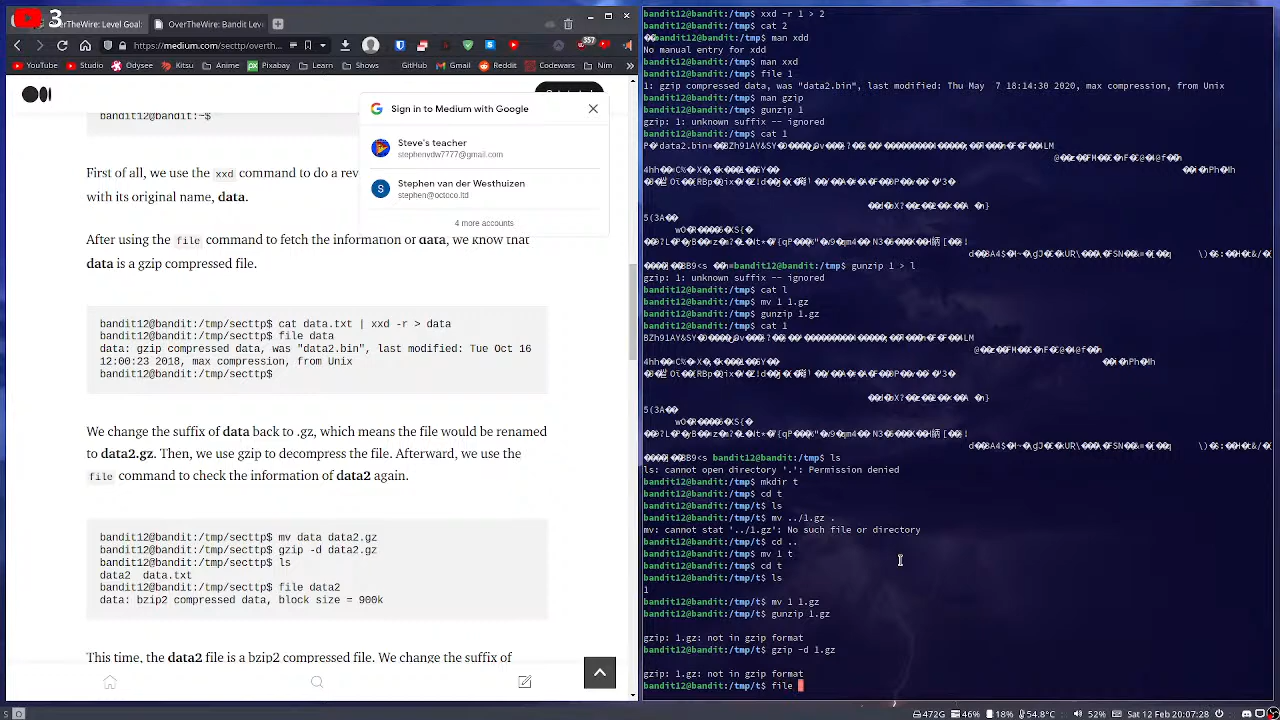 3
OverTheWire: Level Goal:
OverTheWire: Bandit Lev
https://medium.com/secttp/overth
357
YouTube Studio Odysee Kitsu Anime Pixabay Learn Shows GitHub Gmail Reddit Codewars Nim
bandit12@bandit:~$
Sign in to Medium with Google
Steve's teacher
stephenvdw7777@gmail.com
Stephen van der Westhuizen
stephen@octoco.ltd
4 more accounts
First of all, we use the xxd command to do a rev
with its original name, data.
After using the file command to fetch the information of data, we know that
data is a gzip compressed file.
bandit12@bandit:/tmp/secttp$ cat data.txt | xxd -r > data
bandit12@bandit:/tmp/secttp$ file data
data: gzip compressed data, was "data2.bin", last modified: Tue Oct 16
12:00:23 2018, max compression, from Unix
bandit12@bandit:/tmp/secttp$
We change the suffix of data back to .gz, which means the file would be renamed
to data2.gz. Then, we use gzip to decompress the file. Afterward, we use the
file command to check the information of data2 again.
bandit12@bandit:/tmp/secttp$ mv data data2.gz
bandit12@bandit:/tmp/secttp$ gzip -d data2.gz
bandit12@bandit:/tmp/secttp$ ls
data2 data.txt
bandit12@bandit:/tmp/secttp$ file data2
data: bzip2 compressed data, block size = 900k
This time, the data2 file is a bzip2 compressed file. We change the suffix of
bandit12@bandit:/tmp$ xxd -r 1 > 2
bandit12@bandit:/tmp$ cat 2
bandit12@bandit:/tmp$ man xdd
No manual entry for xdd
bandit12@bandit:/tmp$ man xxd
bandit12@bandit:/tmp$ file l
1: gzip compressed data, was "data2.bin", last modified: Thu May 7 18:14:30 2020, max compression, from Unix
bandit12@bandit:/tmp$ man gzip
bandit12@bandit:/tmp$ gunzip 1
gzip: 1: unknown suffix -- ignored
bandit12@bandit:/tmp$ cat l
bandit12@bandit:/tmp$ gunzip 1 > l
gzip: 1: unknown suffix -- ignored
bandit12@bandit:/tmp$ cat l
bandit12@bandit:/tmp$ mv 1 1.gz
bandit12@bandit:/tmp$ gunzip 1.gz
bandit12@bandit:/tmp$ cat 1
bandit12@bandit:/tmp$ ls
ls: cannot open directory '.': Permission denied
bandit12@bandit:/tmp$ mkdir t
bandit12@bandit:/tmp$ cd t
bandit12@bandit:/tmp/t$ ls
bandit12@bandit:/tmp/t$ mv ../1.gz .
mv: cannot stat '../1.gz': No such file or directory
bandit12@bandit:/tmp/t$ cd ..
bandit12@bandit:/tmp$ mv 1 t
bandit12@bandit:/tmp$ cd t
bandit12@bandit:/tmp/t$ ls
1
bandit12@bandit:/tmp/t$ mv 1 1.gz
bandit12@bandit:/tmp/t$ gunzip 1.gz
gzip: 1.gz: not in gzip format
bandit12@bandit:/tmp/t$ gzip -d 1.gz
gzip: 1.gz: not in gzip format
bandit12@bandit:/tmp/t$ file
S O
472G 46% 18% 54.8°C 52% Sat 12 Feb 20:07:28